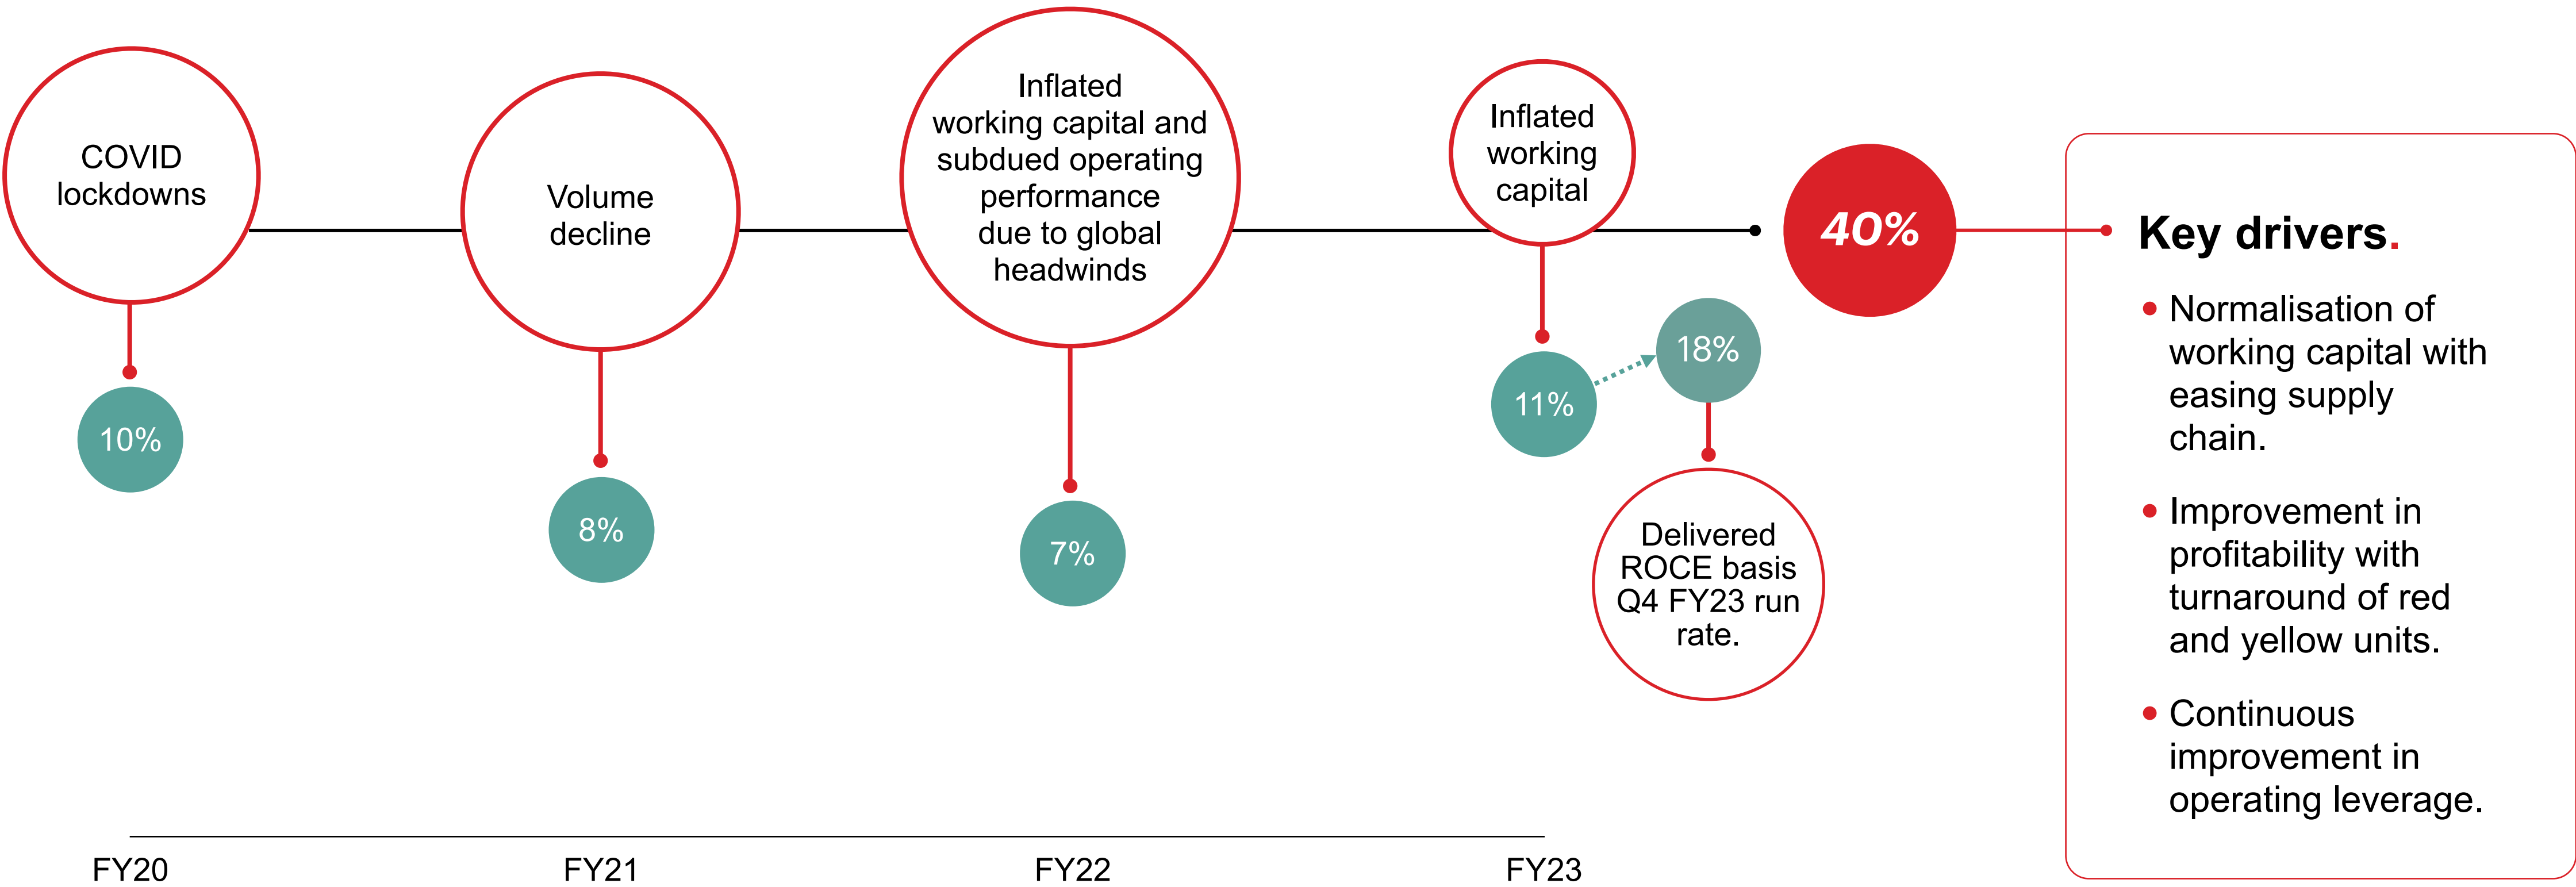 COVID
lockdowns
Volume
decline
Inflated
working capital and
subdued operating
performance
due to global
headwinds
Inflated
working
capital
40%
10%
8%
7%
11%
18%
Delivered
ROCE basis
Q4 FY23 run
rate.
Key drivers.
• Normalisation of
working capital with
easing supply
chain.
• Improvement in
profitability with
turnaround of red
and yellow units.
• Continuous
improvement in
operating leverage.
FY20
FY21
FY22
FY23